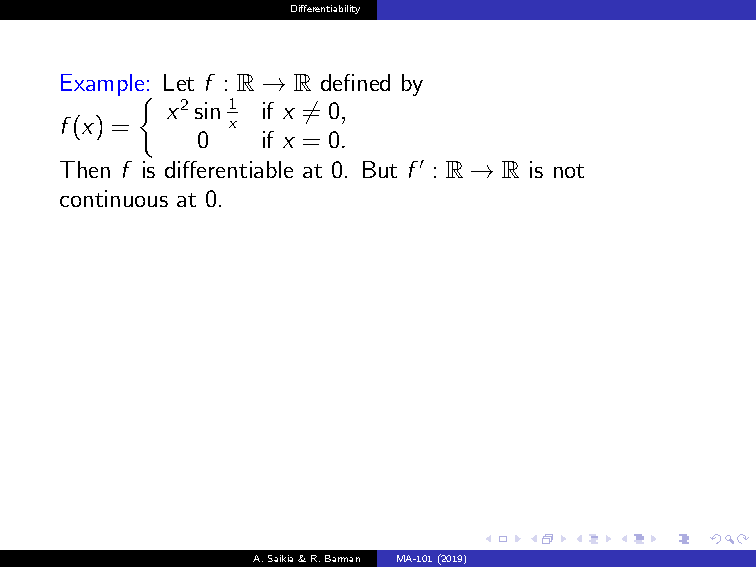 Differentiability
Example: Let f : ℝ → ℝ defined by
f(x) = { x² sin 1/x if x ≠ 0,
0 if x = 0.
Then f is differentiable at 0. But f′ : ℝ → ℝ is not
continuous at 0.
A. Saikia & R. Barman MA-101 (2019)